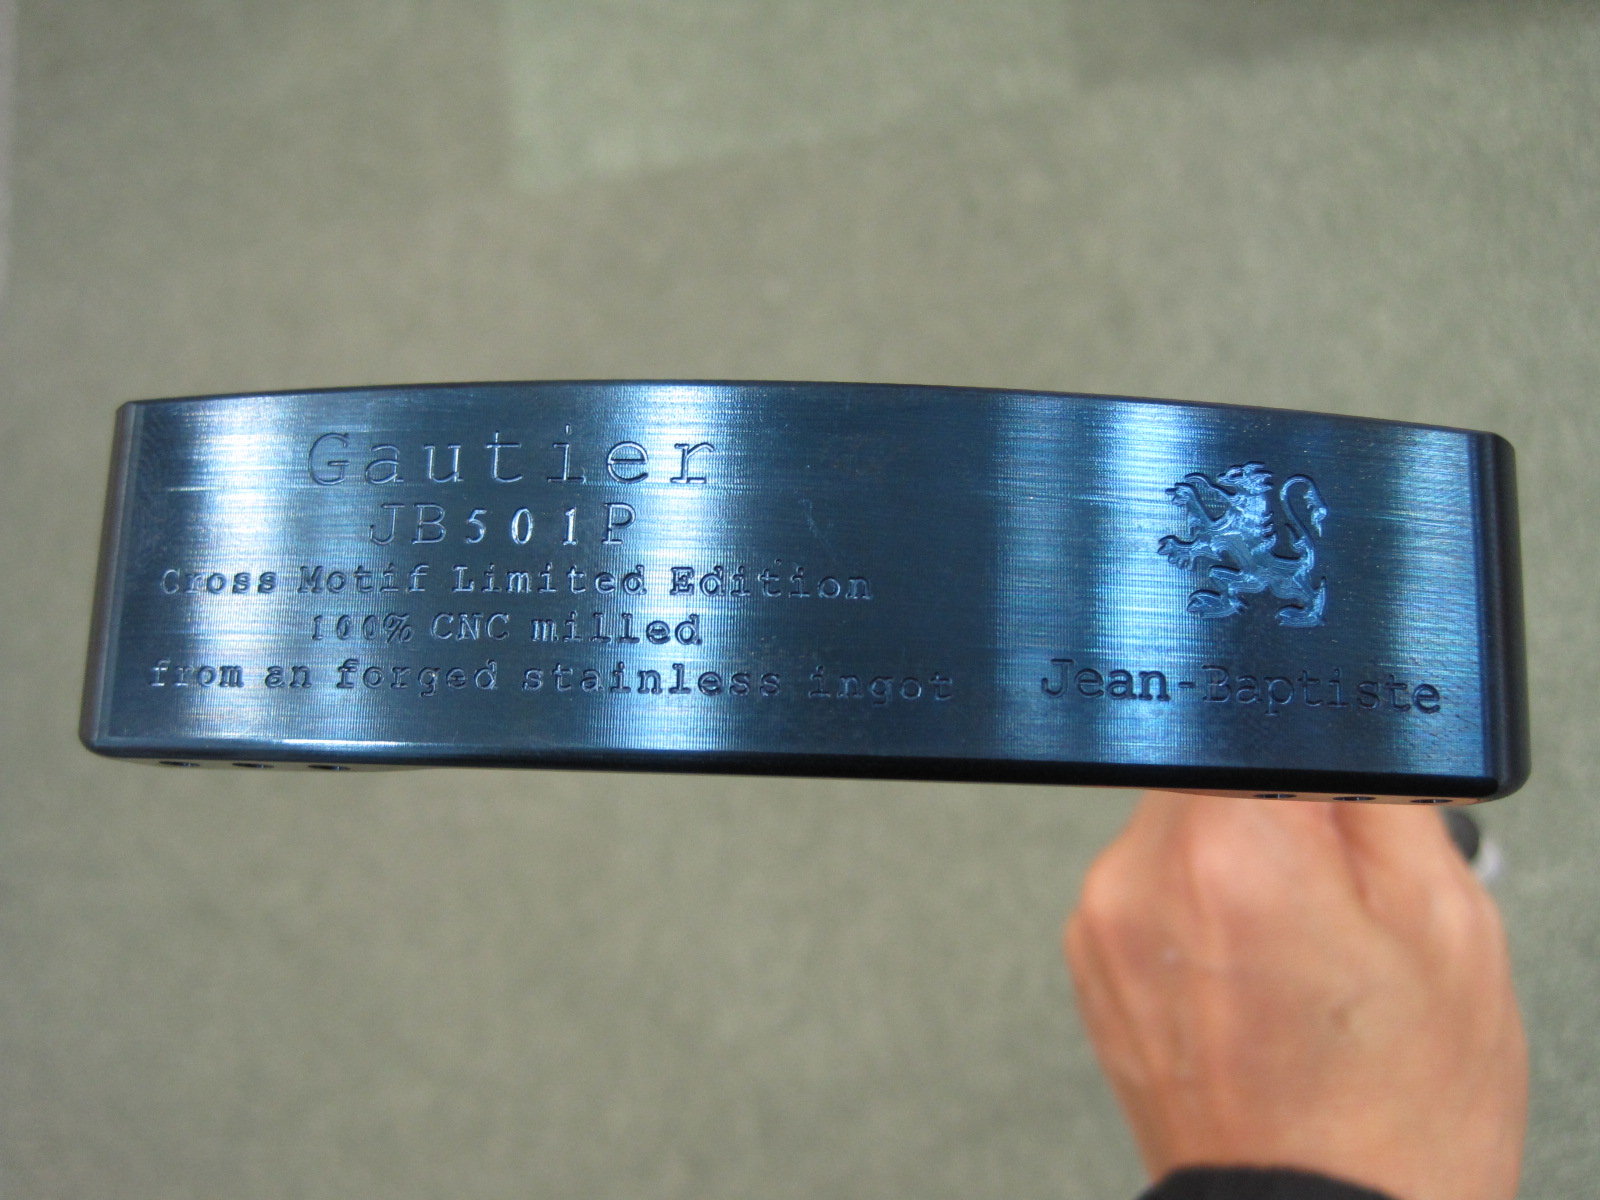 Gautier
JB501P
Cross Motif Limited Edition
100% CNC milled
from an forged stainless ingot
Jean-Baptiste